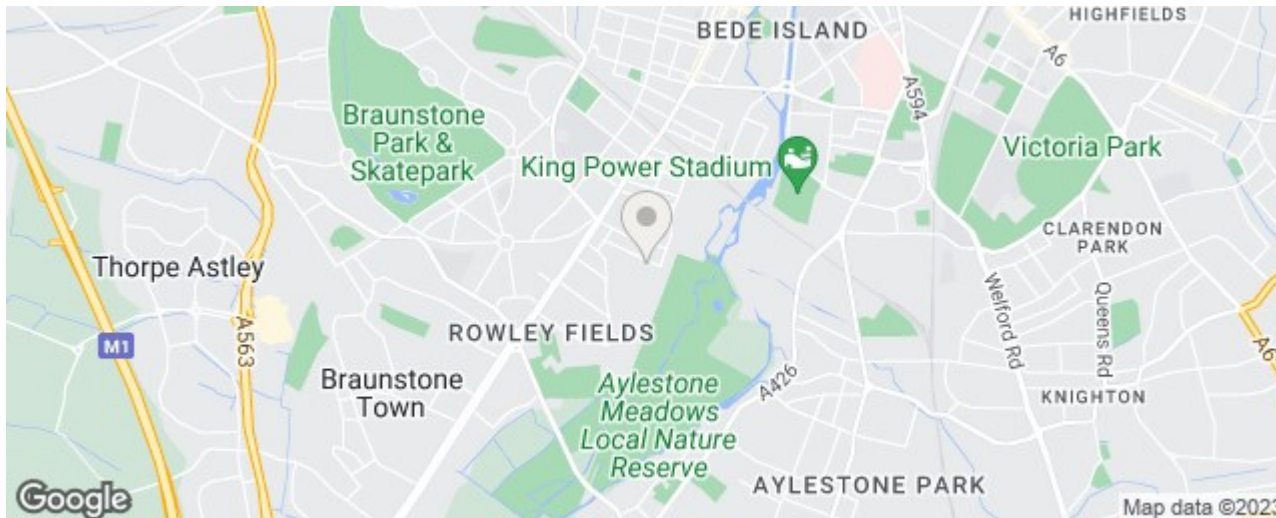 BEDE ISLAND
HIGHFIELDS
A6
A594
Braunstone
Park &
Skatepark
King Power Stadium
Victoria Park
CLARENDON
PARK
Thorpe Astley
M1
A563
ROWLEY FIELDS
Braunstone
Town
Welford Rd
Queens Rd
A6
Aylestone
Meadows
Local Nature
Reserve
A426
KNIGHTON
AYLESTONE PARK
Google
Map data ©2023